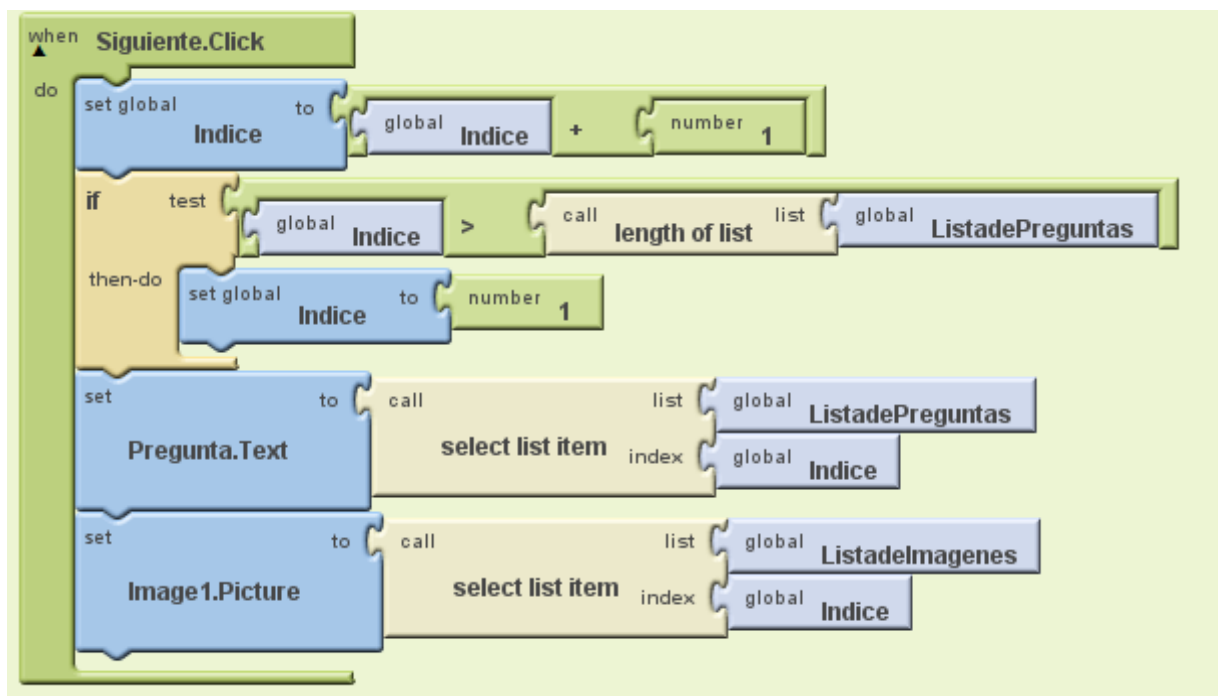 when Siguiente.Click
do
set global Indice to global Indice + number 1
if test global Indice > call length of list list global ListadePreguntas
then-do set global Indice to number 1
set Pregunta.Text to call select list item list global ListadePreguntas
index global Indice
set Image1.Picture to call select list item list global ListadeImagenes
index global Indice